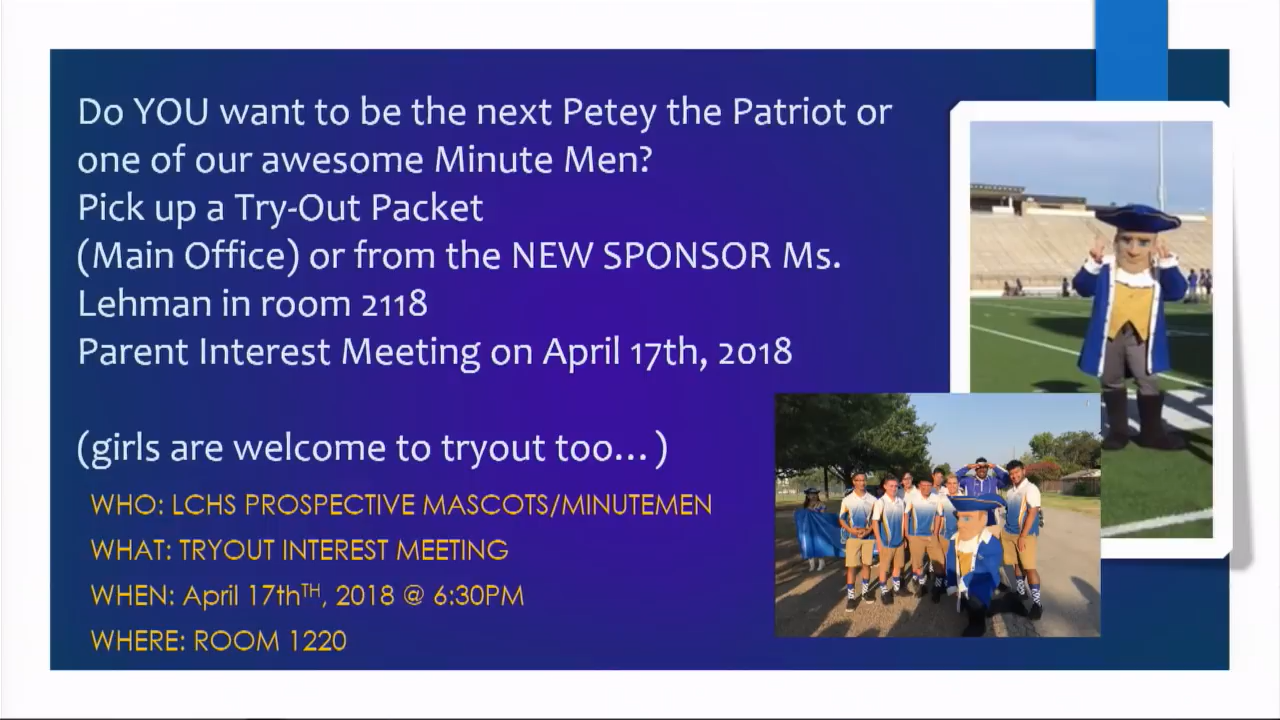 Do YOU want to be the next Petey the Patriot or
one of our awesome Minute Men?
Pick up a Try-Out Packet
(Main Office) or from the NEW SPONSOR Ms.
Lehman in room 2118
Parent Interest Meeting on April 17th, 2018
(girls are welcome to tryout too...)
WHO: LCHS PROSPECTIVE MASCOTS/MINUTEMEN
WHAT: TRYOUT INTEREST MEETING
WHEN: April 17thTH, 2018 @ 6:30PM
WHERE: ROOM 1220